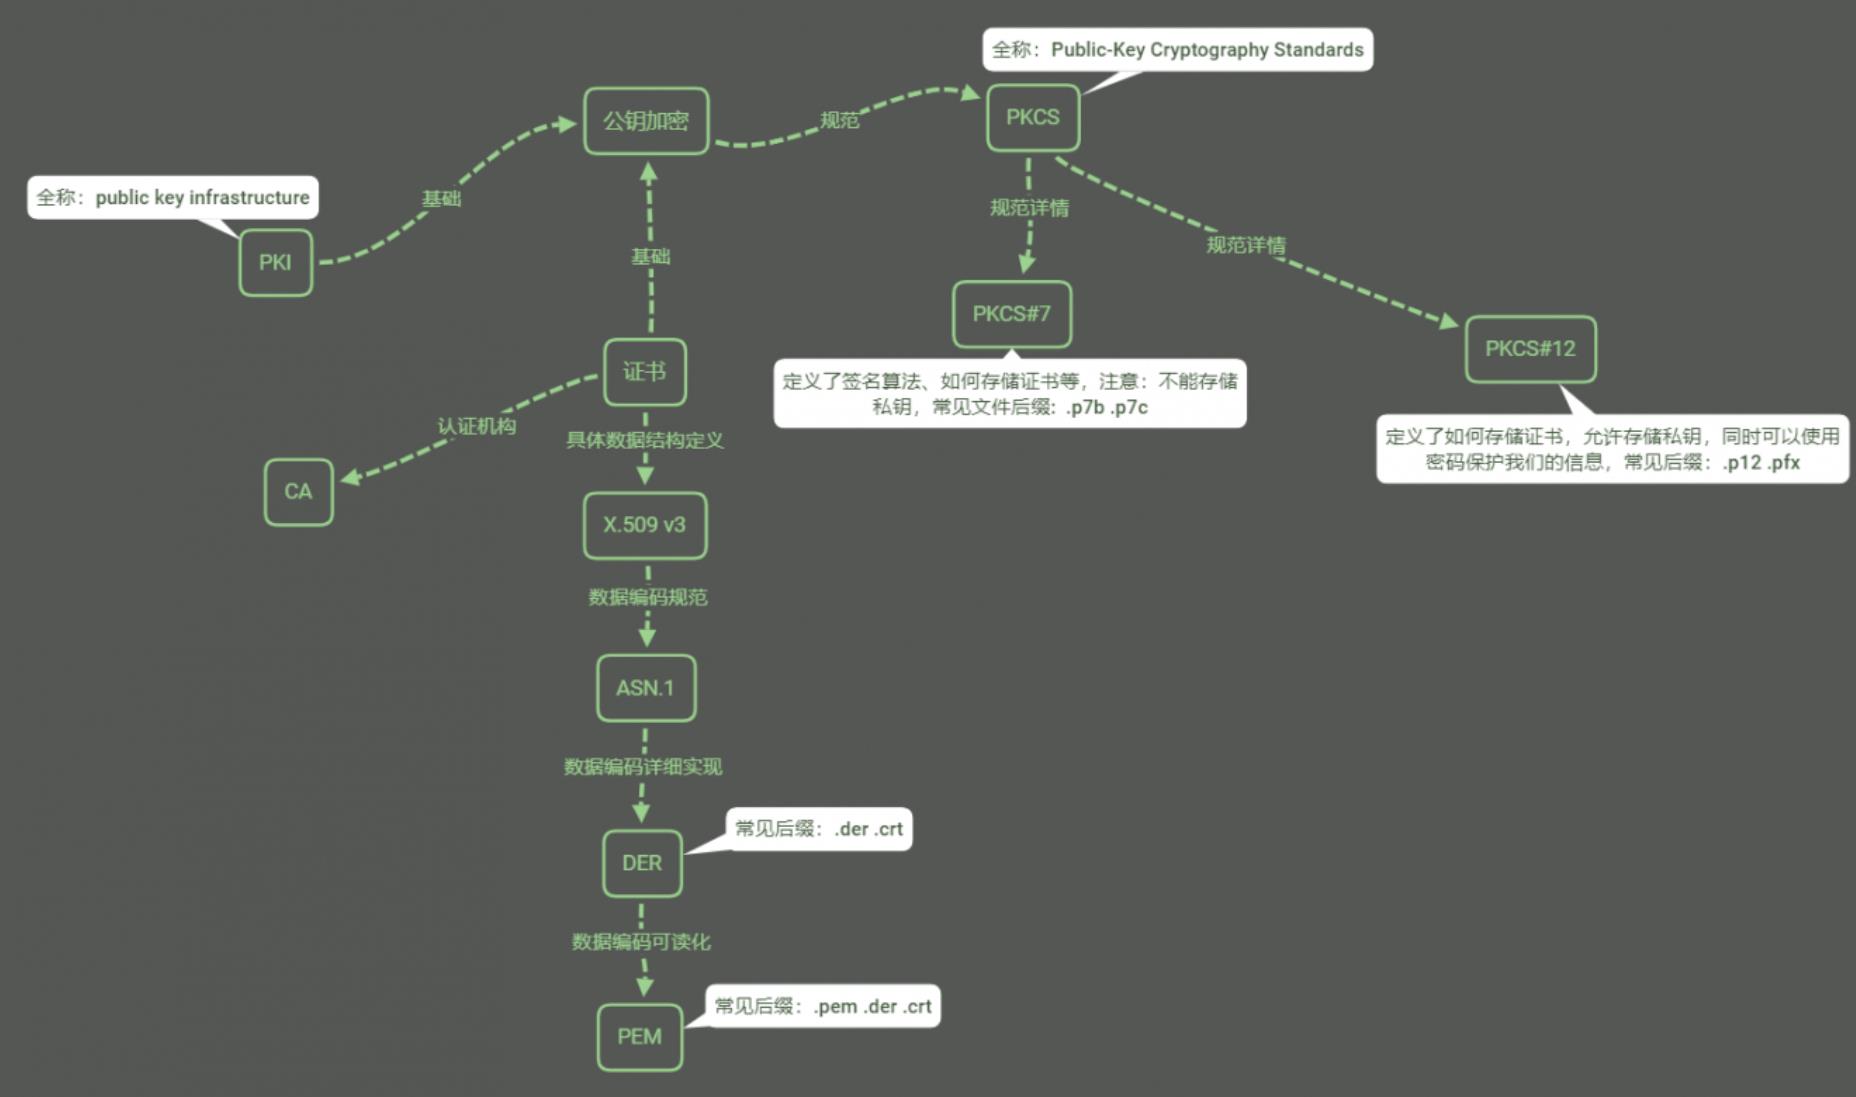 全称：Public-Key Cryptography Standards
公钥加密
规范
PKCS
全称：public key infrastructure
基础
PKI
基础
规范详情
规范详情
PKCS#7
定义了签名算法、如何存储证书等，注意：不能存储
私钥，常见文件后缀: .p7b .p7c
PKCS#12
定义了如何存储证书，允许存储私钥，同时可以使用
密码保护我们的信息，常见后缀：.p12 .pfx
证书
认证机构
CA
具体数据结构定义
X.509 v3
数据编码规范
ASN.1
数据编码详细实现
常见后缀：.der .crt
DER
数据编码可读化
常见后缀：.pem .der .crt
PEM